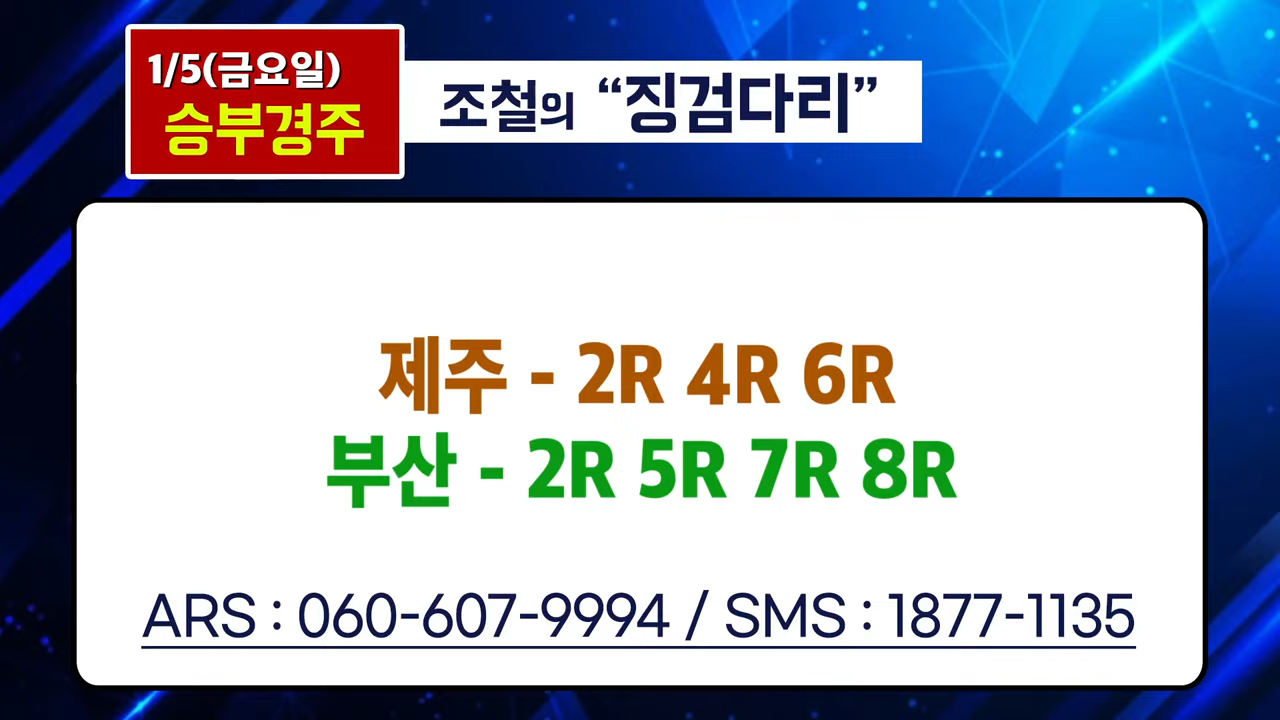 1/5(금요일)
승부경주
조철의 “징검다리”
제주 - 2R 4R 6R
부산 - 2R 5R 7R 8R
ARS : 060-607-9994 / SMS : 1877-1135